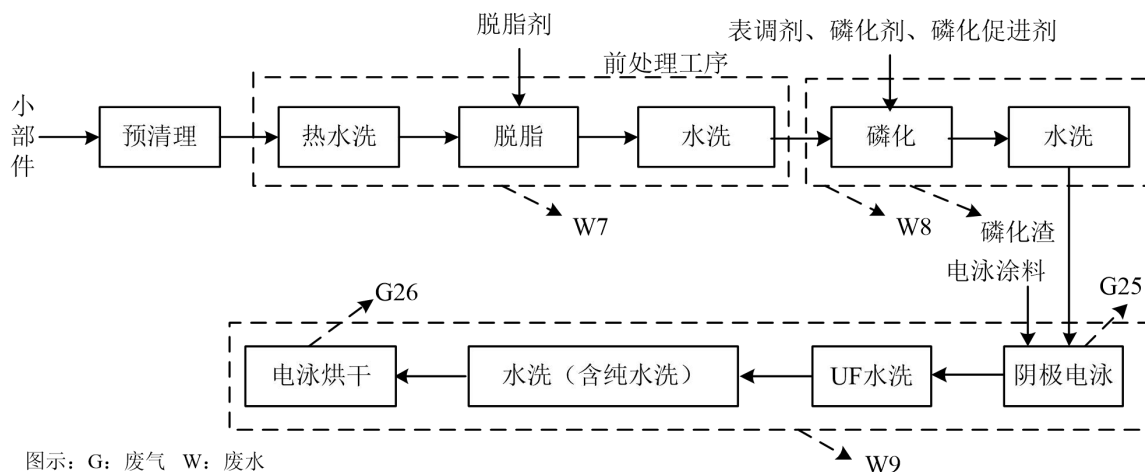 脱脂剂
表调剂、磷化剂、磷化促进剂
前处理工序
小部件
预清理
热水洗
脱脂
水洗
磷化
水洗
W7
W8
磷化渣
电泳涂料
G26
G25
电泳烘干
水洗（含纯水洗）
UF水洗
阴极电泳
W9
图示：G：废气 W：废水